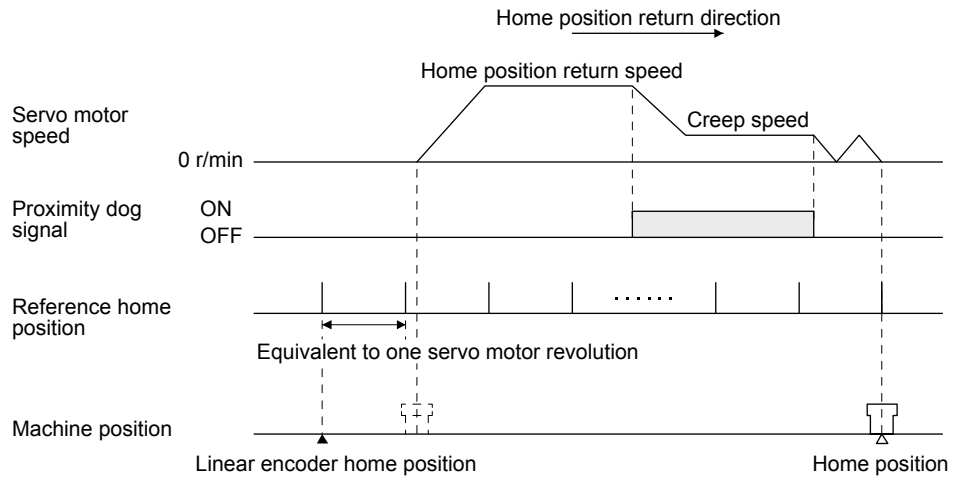 Home position return direction
Home position return speed
Servo motor
speed
Creep speed
0 r/min
Proximity dog
signal
ON
OFF
Reference home
position
......
Equivalent to one servo motor revolution
Machine position
Linear encoder home position
Home position